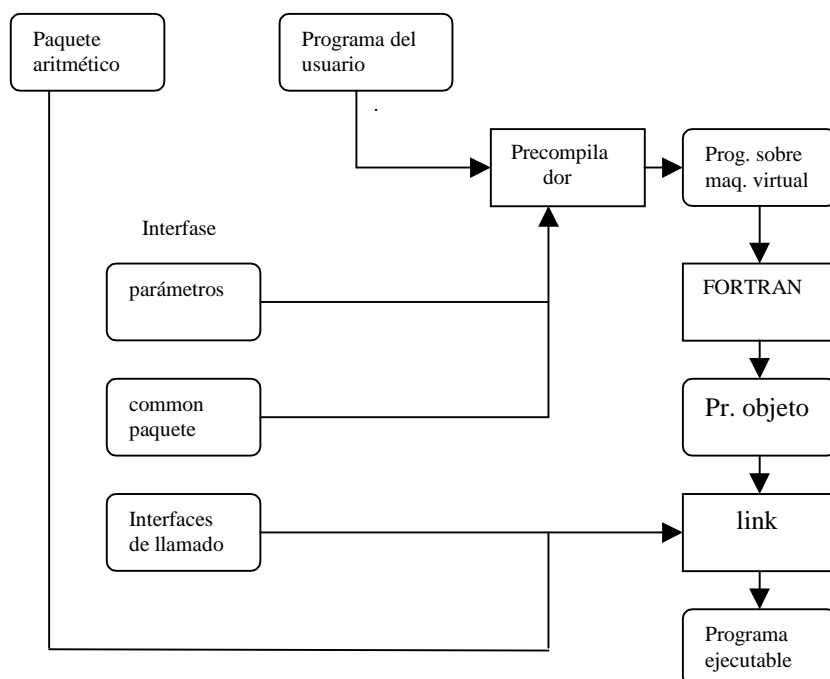 Paquete
aritmético
Programa del
usuario
Precompila
dor
Prog. sobre
maq. virtual
Interfase
parámetros
FORTRAN
common
paquete
Pr. objeto
Interfaces
de llamado
link
Programa
ejecutable